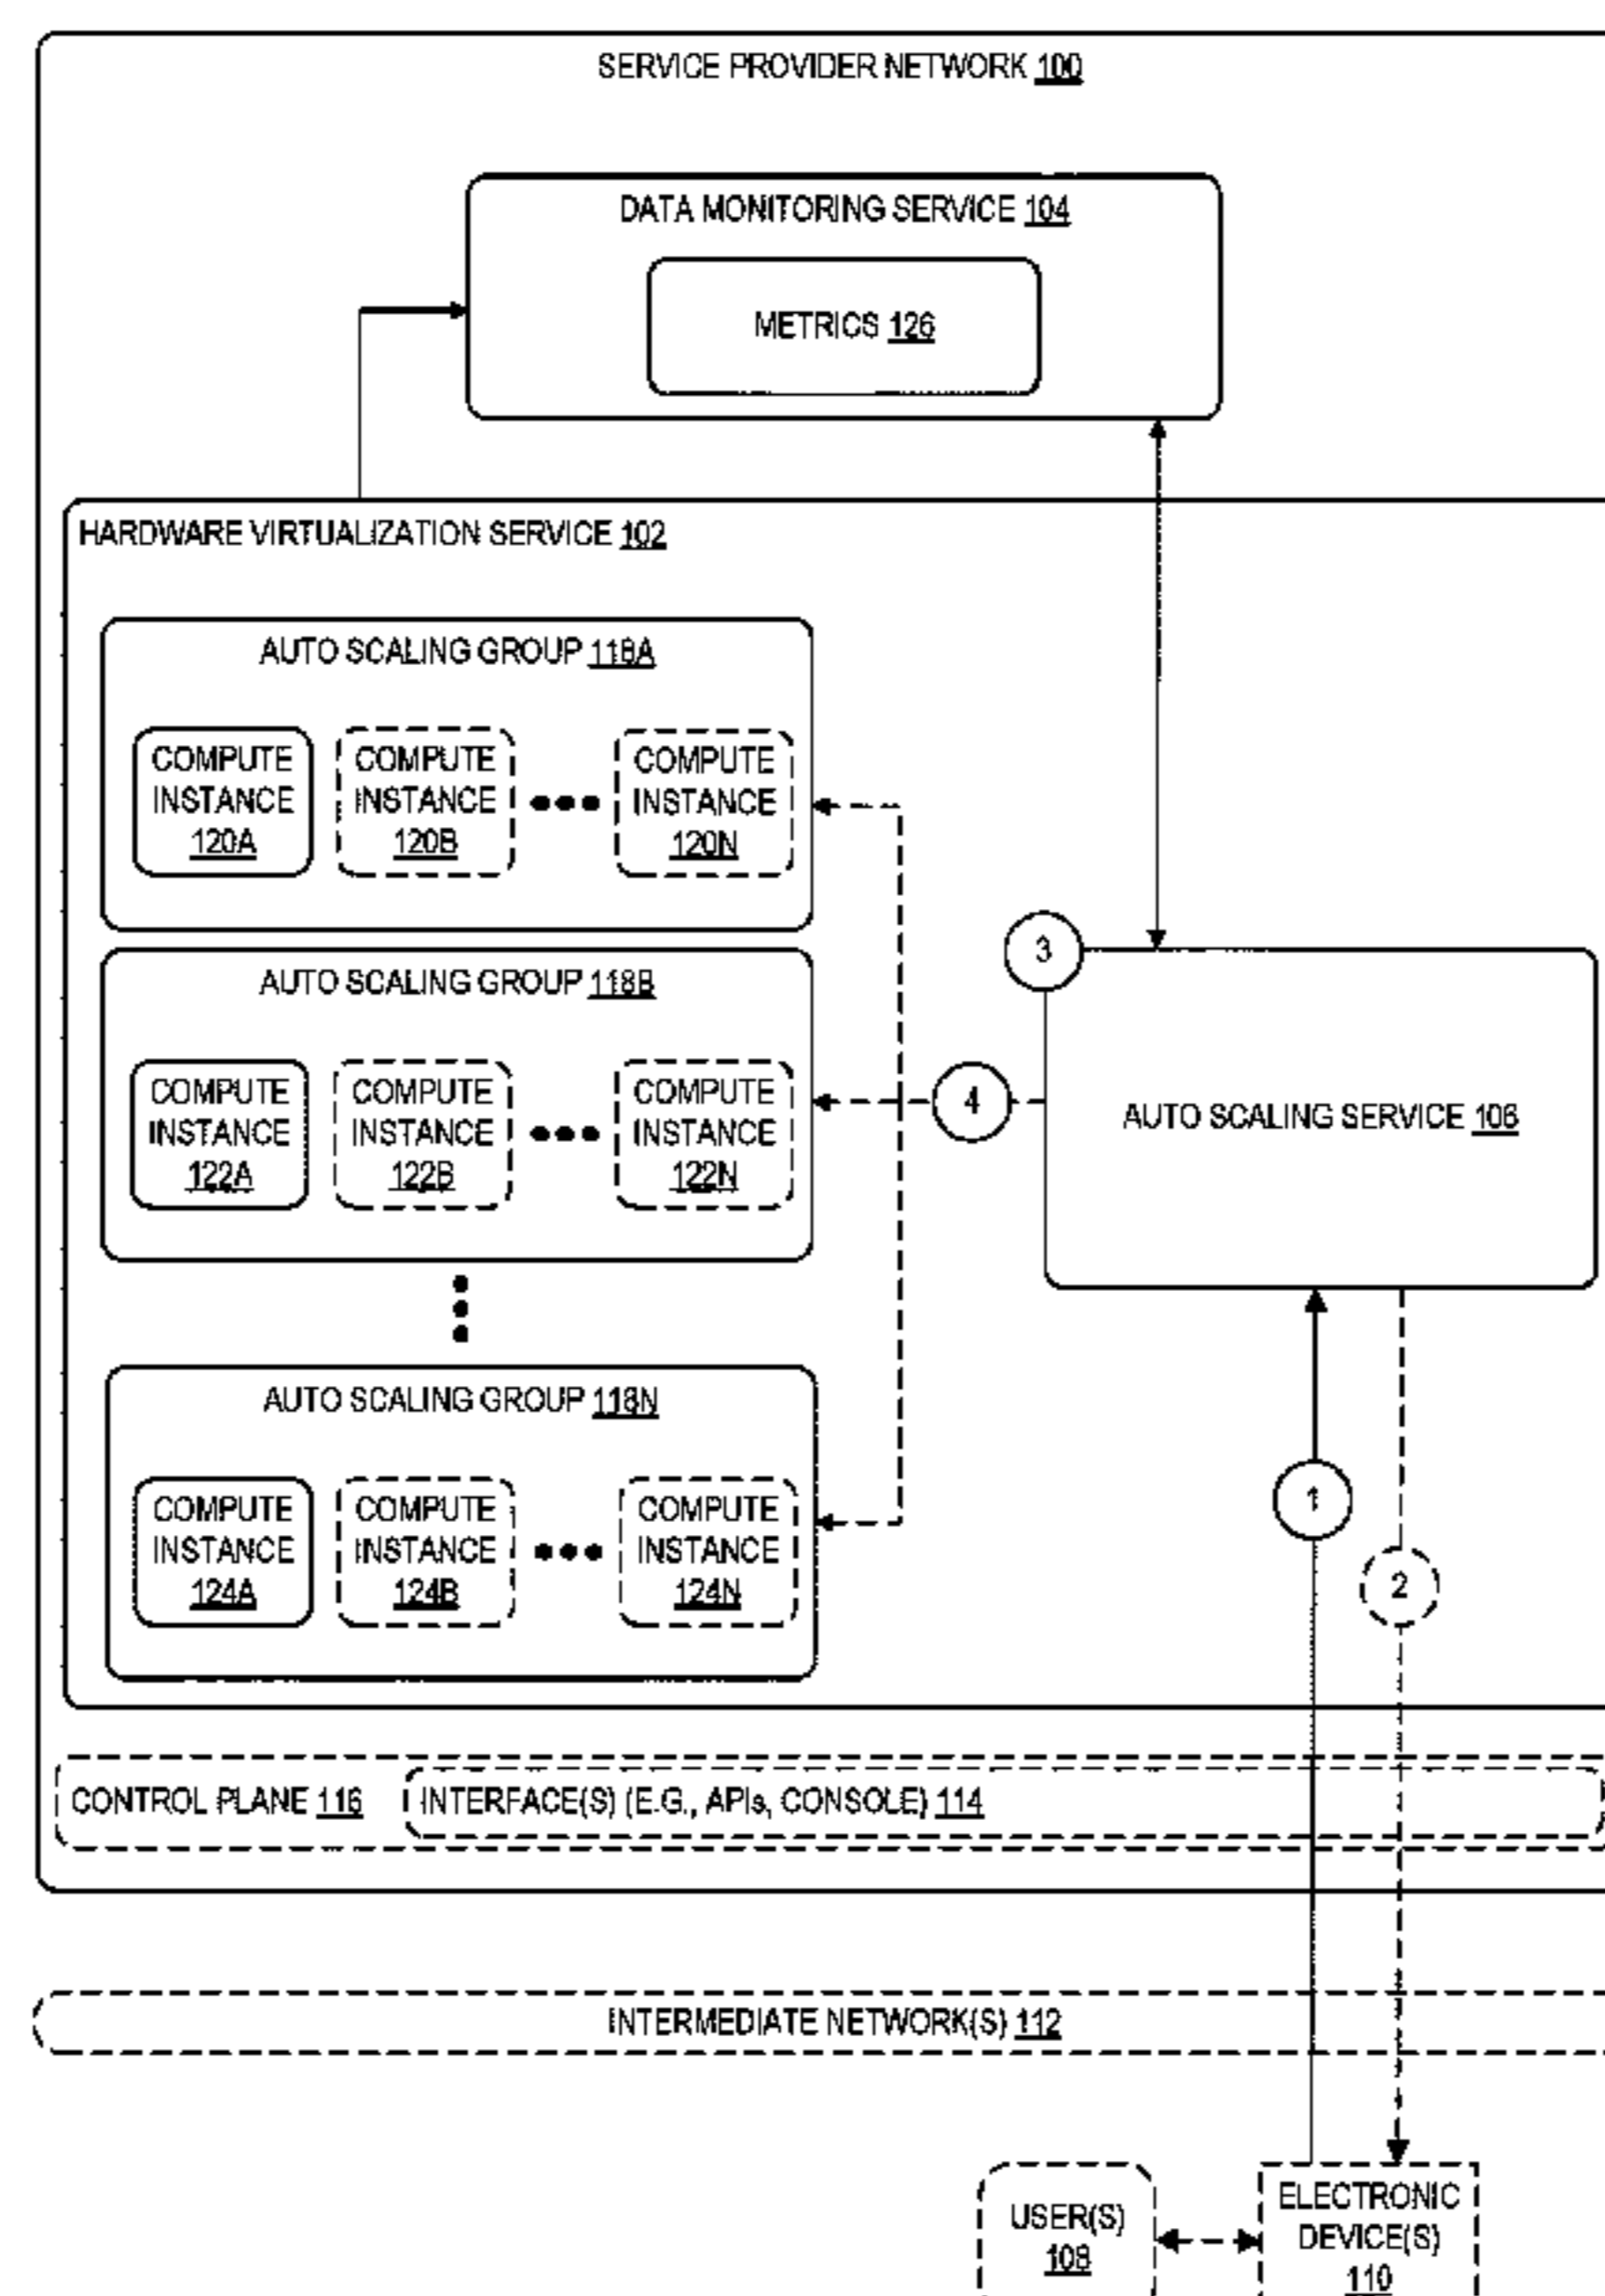 SERVICE PROVIDER NETWORK 100
DATA MONITORING SERVICE 104
METRICS 126
HARDWARE VIRTUALIZATION SERVICE 102
AUTO SCALING GROUP 118A
COMPUTE
INSTANCE
120A
COMPUTE
INSTANCE
120B
COMPUTE
INSTANCE
120N
3
AUTO SCALING GROUP 118B
COMPUTE
INSTANCE
122A
COMPUTE
INSTANCE
122B
COMPUTE
INSTANCE
122N
4
AUTO SCALING SERVICE 106
AUTO SCALING GROUP 118N
COMPUTE
INSTANCE
124A
COMPUTE
INSTANCE
124B
COMPUTE
INSTANCE
124N
1
2
CONTROL PLANE 116
INTERFACE(S) (E.G., APIs, CONSOLE) 114
INTERMEDIATE NETWORK(S) 112
USER(S)
108
ELECTRONIC
DEVICE(S)
110